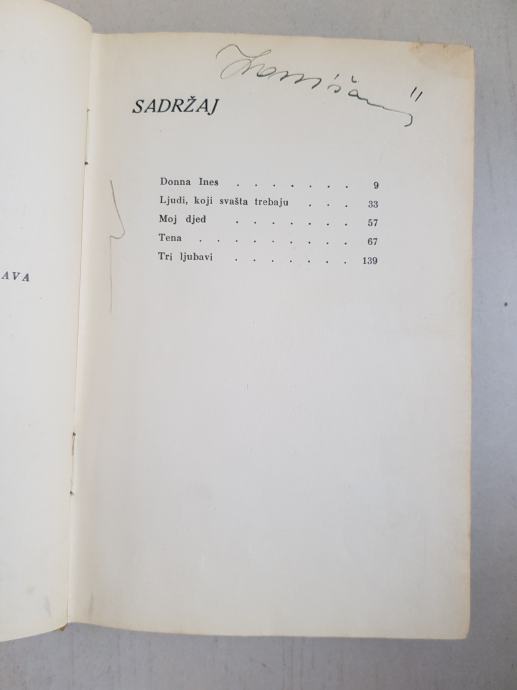 SADRŽAJ
Donna Ines . . . . . . . 9
Ljudi, koji svašta trebaju . . . 33
Moj djed . . . . . . . 57
Tena . . . . . . . . . 67
Tri ljubavi . . . . . . . 139
AVA